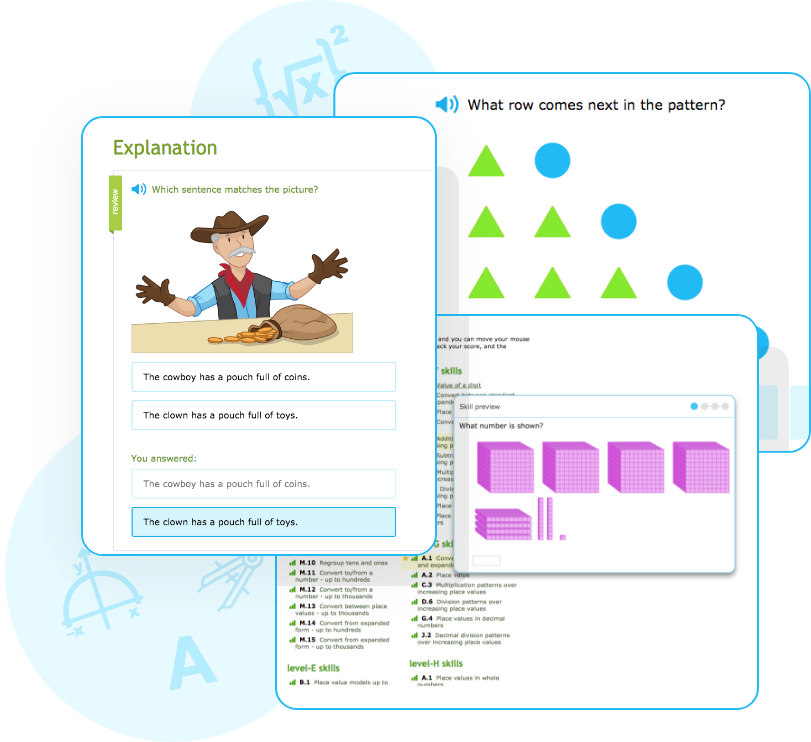 {√x}²
What row comes next in the pattern?
Explanation
review
Which sentence matches the picture?
The cowboy has a pouch full of coins.
The clown has a pouch full of toys.
You answered:
The cowboy has a pouch full of coins.
The clown has a pouch full of toys.
and you can move your mouse
ack your score, and the
skills
Value of a digit
Skill preview
What number is shown?
M.10 Regroup tens and ones
M.11 Convert to/from a
number - up to hundreds
M.12 Convert to/from a
number - up to thousands
M.13 Convert between place
values - up to thousands
M.14 Convert from expanded
form - up to hundreds
M.15 Convert from expanded
form - up to thousands
level-E skills
B.1 Place value models up to
A.1 Conve
and expande
A.2 Place value
C.3 Multiplication patterns over
increasing place values
D.6 Division patterns over
increasing place values
G.4 Place values in decimal
numbers
J.2 Decimal division patterns
over increasing place values
level-H skills
A.1 Place values in whole
numbers
y
-x
x
A